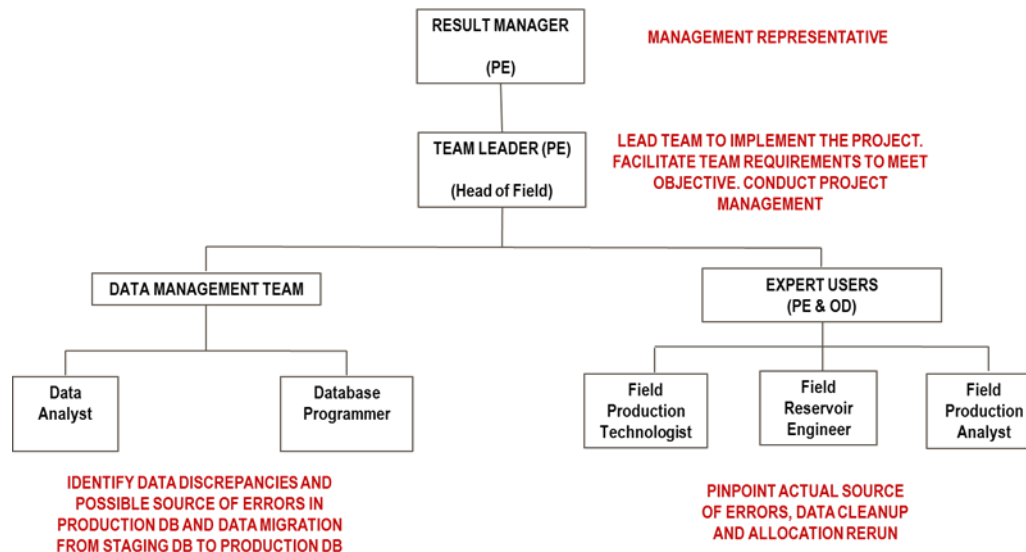 RESULT MANAGER
(PE)
MANAGEMENT REPRESENTATIVE
TEAM LEADER (PE)
(Head of Field)
LEAD TEAM TO IMPLEMENT THE PROJECT.
FACILITATE TEAM REQUIREMENTS TO MEET
OBJECTIVE. CONDUCT PROJECT
MANAGEMENT
DATA MANAGEMENT TEAM
EXPERT USERS
(PE & OD)
Data
Analyst
Database
Programmer
Field
Production
Technologist
Field
Reservoir
Engineer
Field
Production
Analyst
IDENTIFY DATA DISCREPANCIES AND
POSSIBLE SOURCE OF ERRORS IN
PRODUCTION DB AND DATA MIGRATION
FROM STAGING DB TO PRODUCTION DB
PINPOINT ACTUAL SOURCE
OF ERRORS, DATA CLEANUP
AND ALLOCATION RERUN